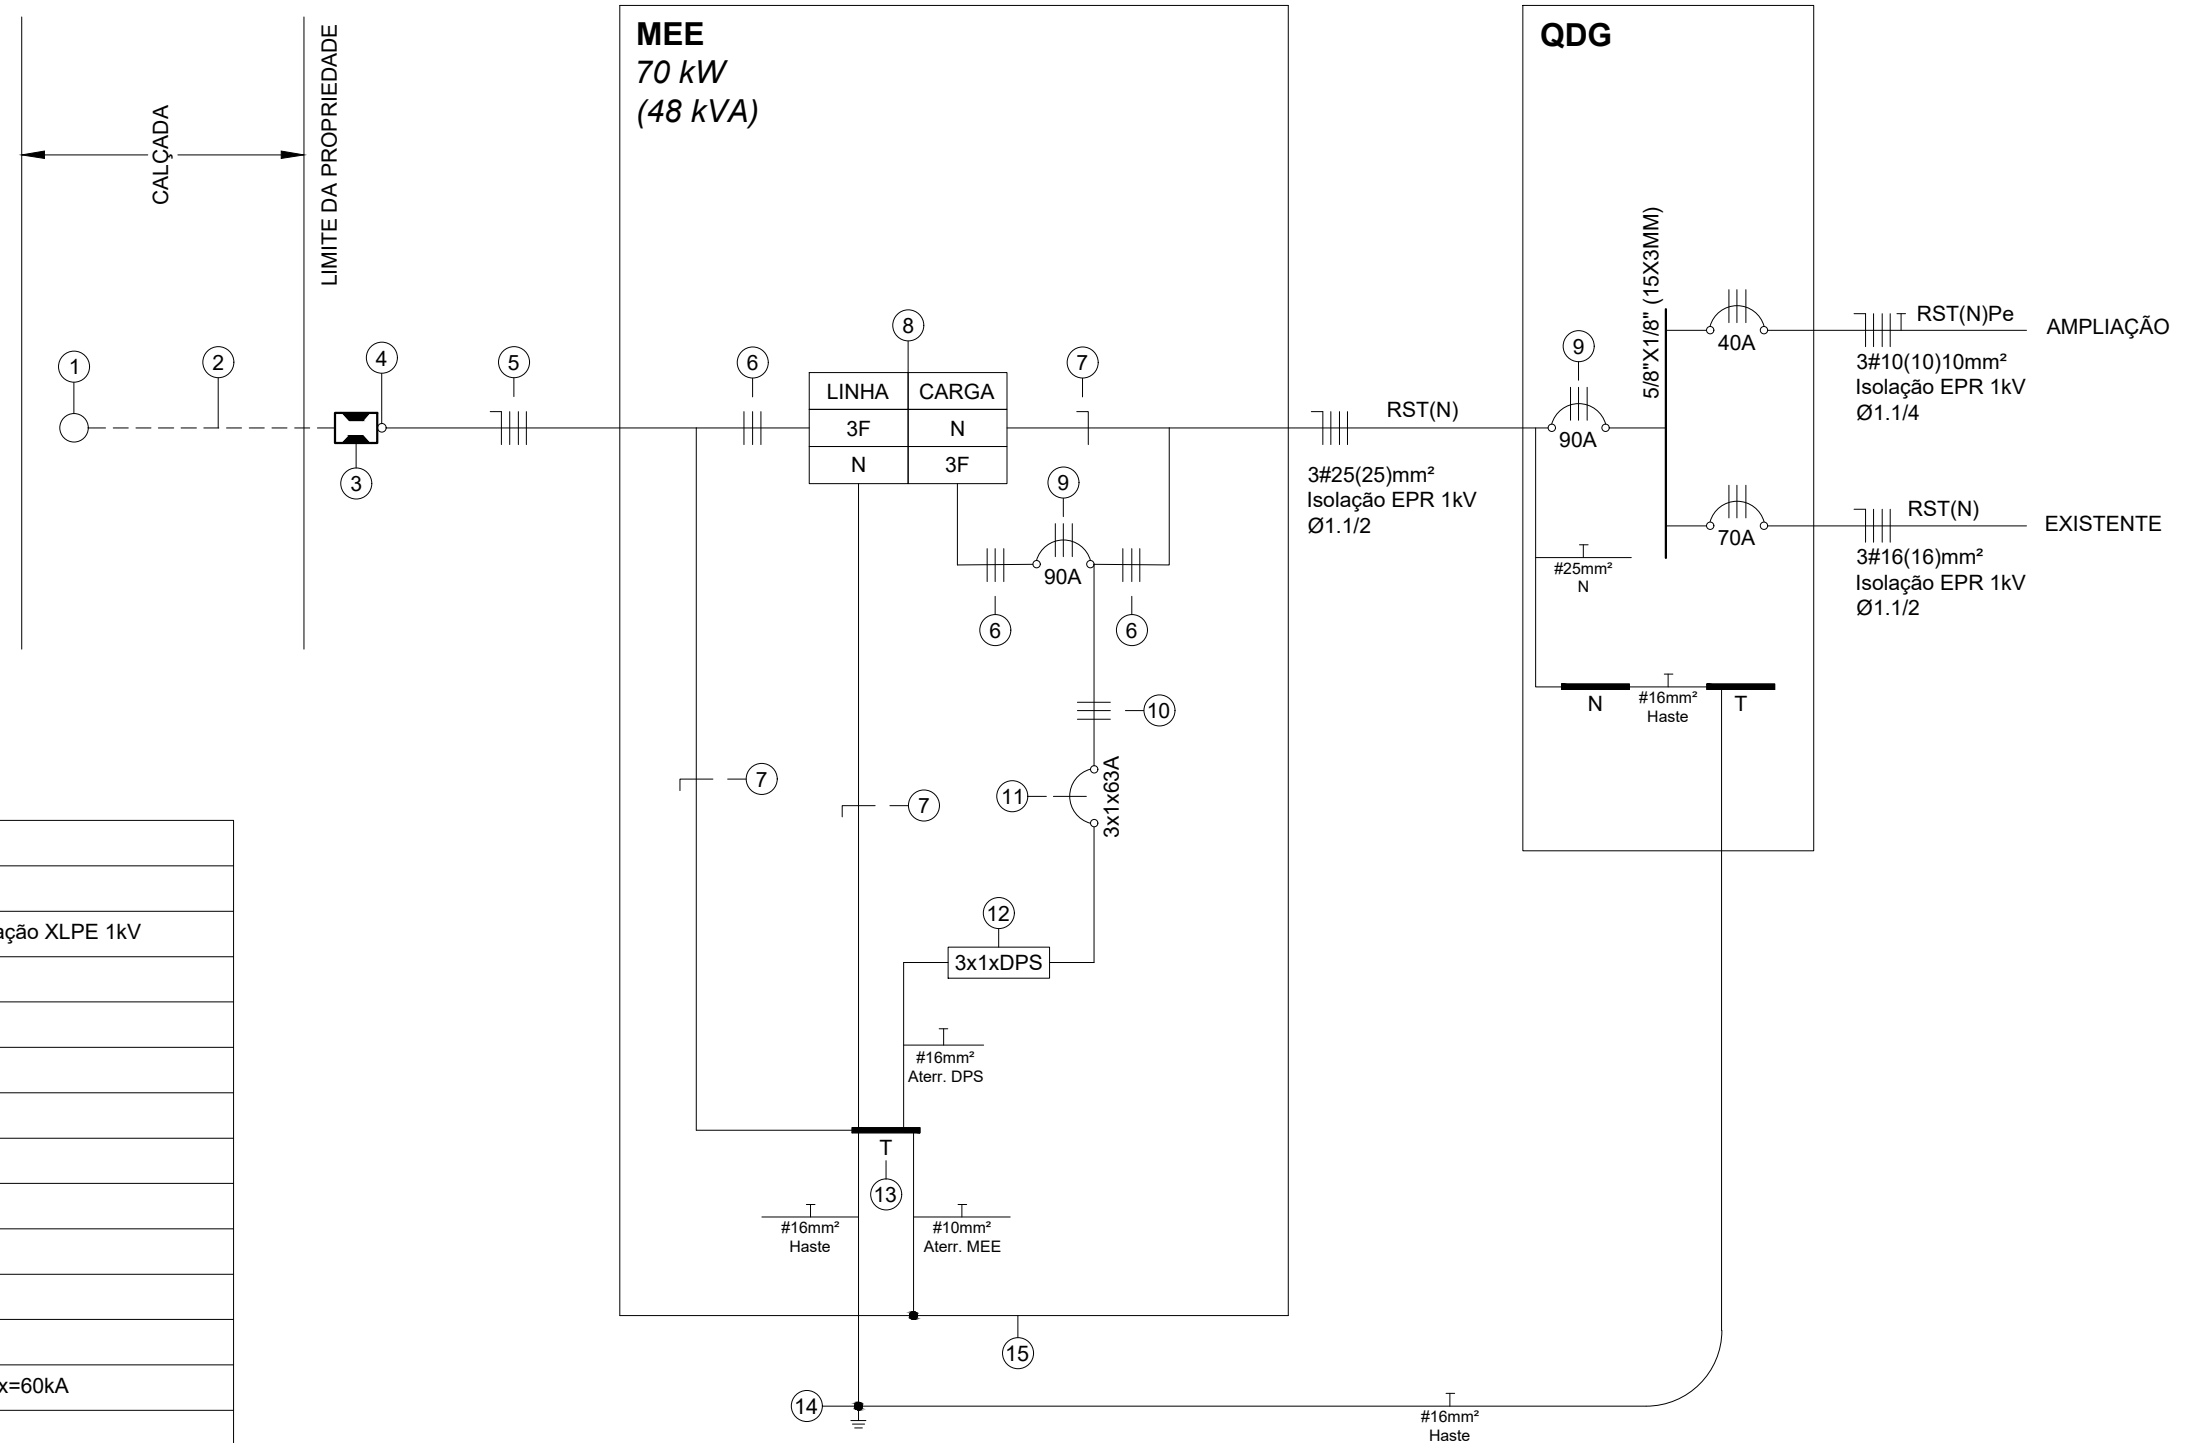 CALÇADA
LIMITE DA PROPRIEDADE
1
2
3
4
5
MEE
70 kW
(48 kVA)
6
8
7
LINHA
CARGA
3F
N
N
3F
9
90A
6
6
10
7
7
11
3x1x63A
12
3x1xDPS
#16mm²
Aterr. DPS
T
13
#16mm²
Haste
#10mm²
Aterr. MEE
15
14
RST(N)
3#25(25)mm²
Isolação EPR 1kV
Ø1.1/2
QDG
9
90A
5/8"X1/8" (15X3MM)
40A
70A
#25mm²
N
N
#16mm²
Haste
T
RST(N)Pe
AMPLIAÇÃO
3#10(10)10mm²
Isolação EPR 1kV
Ø1.1/4
RST(N)
EXISTENTE
3#16(16)mm²
Isolação EPR 1kV
Ø1.1/2
#16mm²
Haste
ação XLPE 1kV
x=60kA